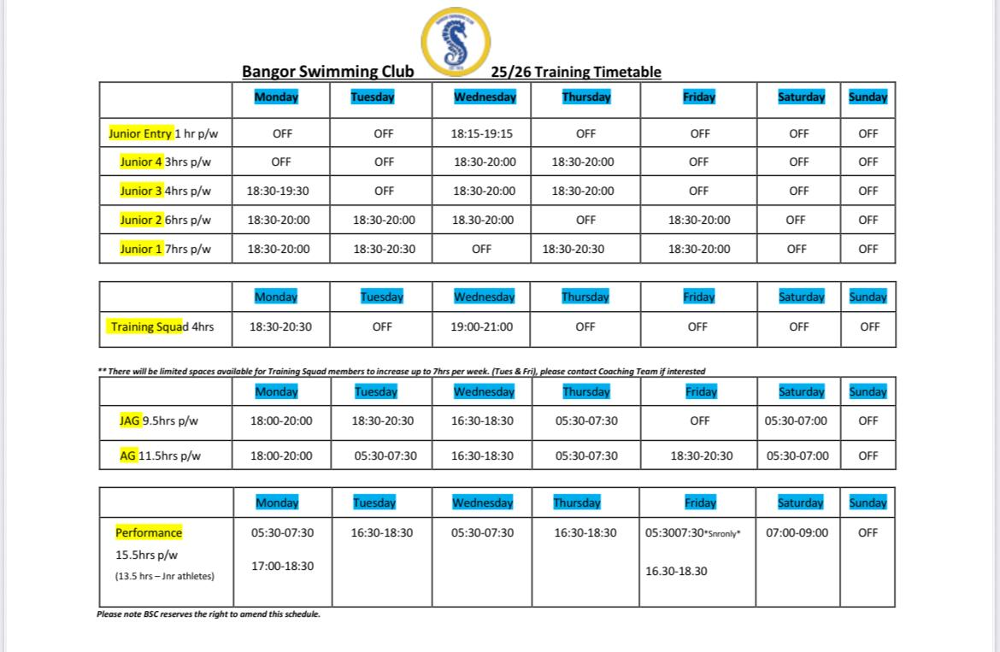 Bangor Swimming Club 25/26 Training Timetable
Monday Tuesday Wednesday Thursday Friday Saturday Sunday
Junior Entry 1 hr p/w OFF OFF 18:15-19:15 OFF OFF OFF OFF
Junior 4 3hrs p/w OFF OFF 18:30-20:00 18:30-20:00 OFF OFF OFF
Junior 3 4hrs p/w 18:30-19:30 OFF 18:30-20:00 18:30-20:00 OFF OFF OFF
Junior 2 6hrs p/w 18:30-20:00 18:30-20:00 18.30-20:00 OFF 18:30-20:00 OFF OFF
Junior 1 7hrs p/w 18:30-20:00 18:30-20:30 OFF 18:30-20:30 18:30-20:00 OFF OFF
Monday Tuesday Wednesday Thursday Friday Saturday Sunday
Training Squad 4hrs 18:30-20:30 OFF 19:00-21:00 OFF OFF OFF OFF
** There will be limited spaces available for Training Squad members to increase up to 7hrs per week. (Tues & Fri), please contact Coaching Team if interested
Monday Tuesday Wednesday Thursday Friday Saturday Sunday
JAG 9.5hrs p/w 18:00-20:00 18:30-20:30 16:30-18:30 05:30-07:30 OFF 05:30-07:00 OFF
AG 11.5hrs p/w 18:00-20:00 05:30-07:30 16:30-18:30 05:30-07:30 18:30-20:30 05:30-07:00 OFF
Monday Tuesday Wednesday Thursday Friday Saturday Sunday
Performance 05:30-07:30 16:30-18:30 05:30-07:30 16:30-18:30 05:3007:30*Snronly* 07:00-09:00 OFF
15.5hrs p/w
17:00-18:30 16.30-18.30
(13.5 hrs – Jnr athletes)
Please note BSC reserves the right to amend this schedule.